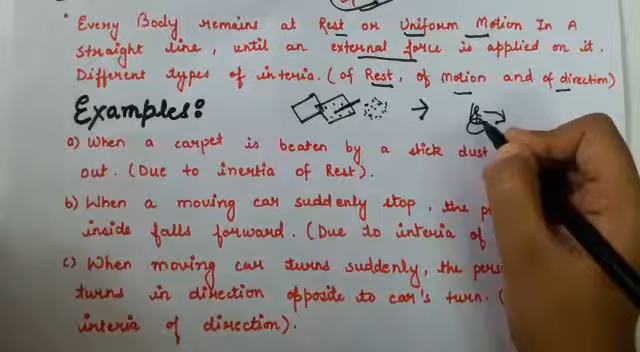 Every Body remains at Rest or Uniform Motion In A
straight line, until an external force is applied on it.
Different types of interia. (of Rest, of motion and of direction)
Examples:
a) When a carpet is beaten by a stick dust
out. (Due to inertia of Rest).
b) When a moving car suddenly stop, the
inside falls forward. (Due to interia of
c) When moving car turns suddenly, the
turns in direction opposite to car's turn. (
interia of direction).